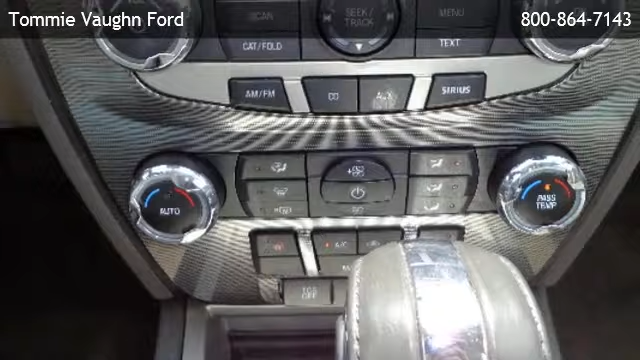 Tommie Vaughn Ford
800-864-7143
SCAN
SEEK/
TRACK
MENU
CAT/FOLD
TEXT
AM/FM
CD
AUX
SIRIUS
AUTO
PASS
TEMP
A/C
TCS
OFF